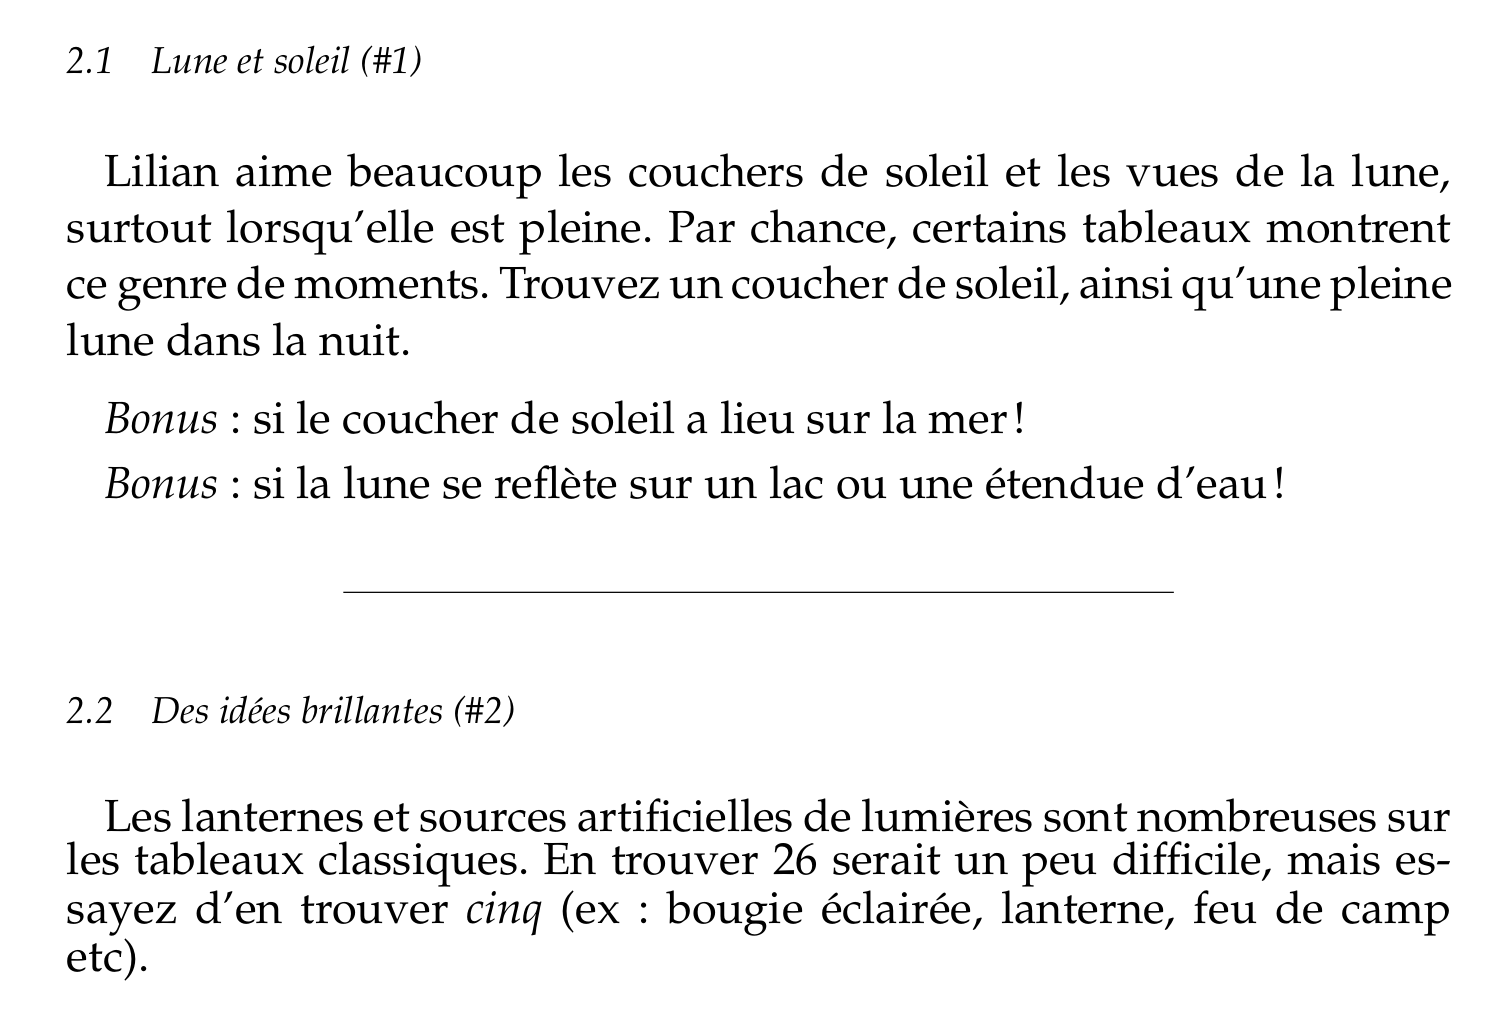 2.1 Lune et soleil (#1)
Lilian aime beaucoup les couchers de soleil et les vues de la lune,
surtout lorsqu'elle est pleine. Par chance, certains tableaux montrent
ce genre de moments. Trouvez un coucher de soleil, ainsi qu'une pleine
lune dans la nuit.
Bonus : si le coucher de soleil a lieu sur la mer !
Bonus : si la lune se reflète sur un lac ou une étendue d'eau !
2.2 Des idées brillantes (#2)
Les lanternes et sources artificielles de lumières sont nombreuses sur
les tableaux classiques. En trouver 26 serait un peu difficile, mais es-
sayez d'en trouver cinq (ex : bougie éclairée, lanterne, feu de camp
etc).